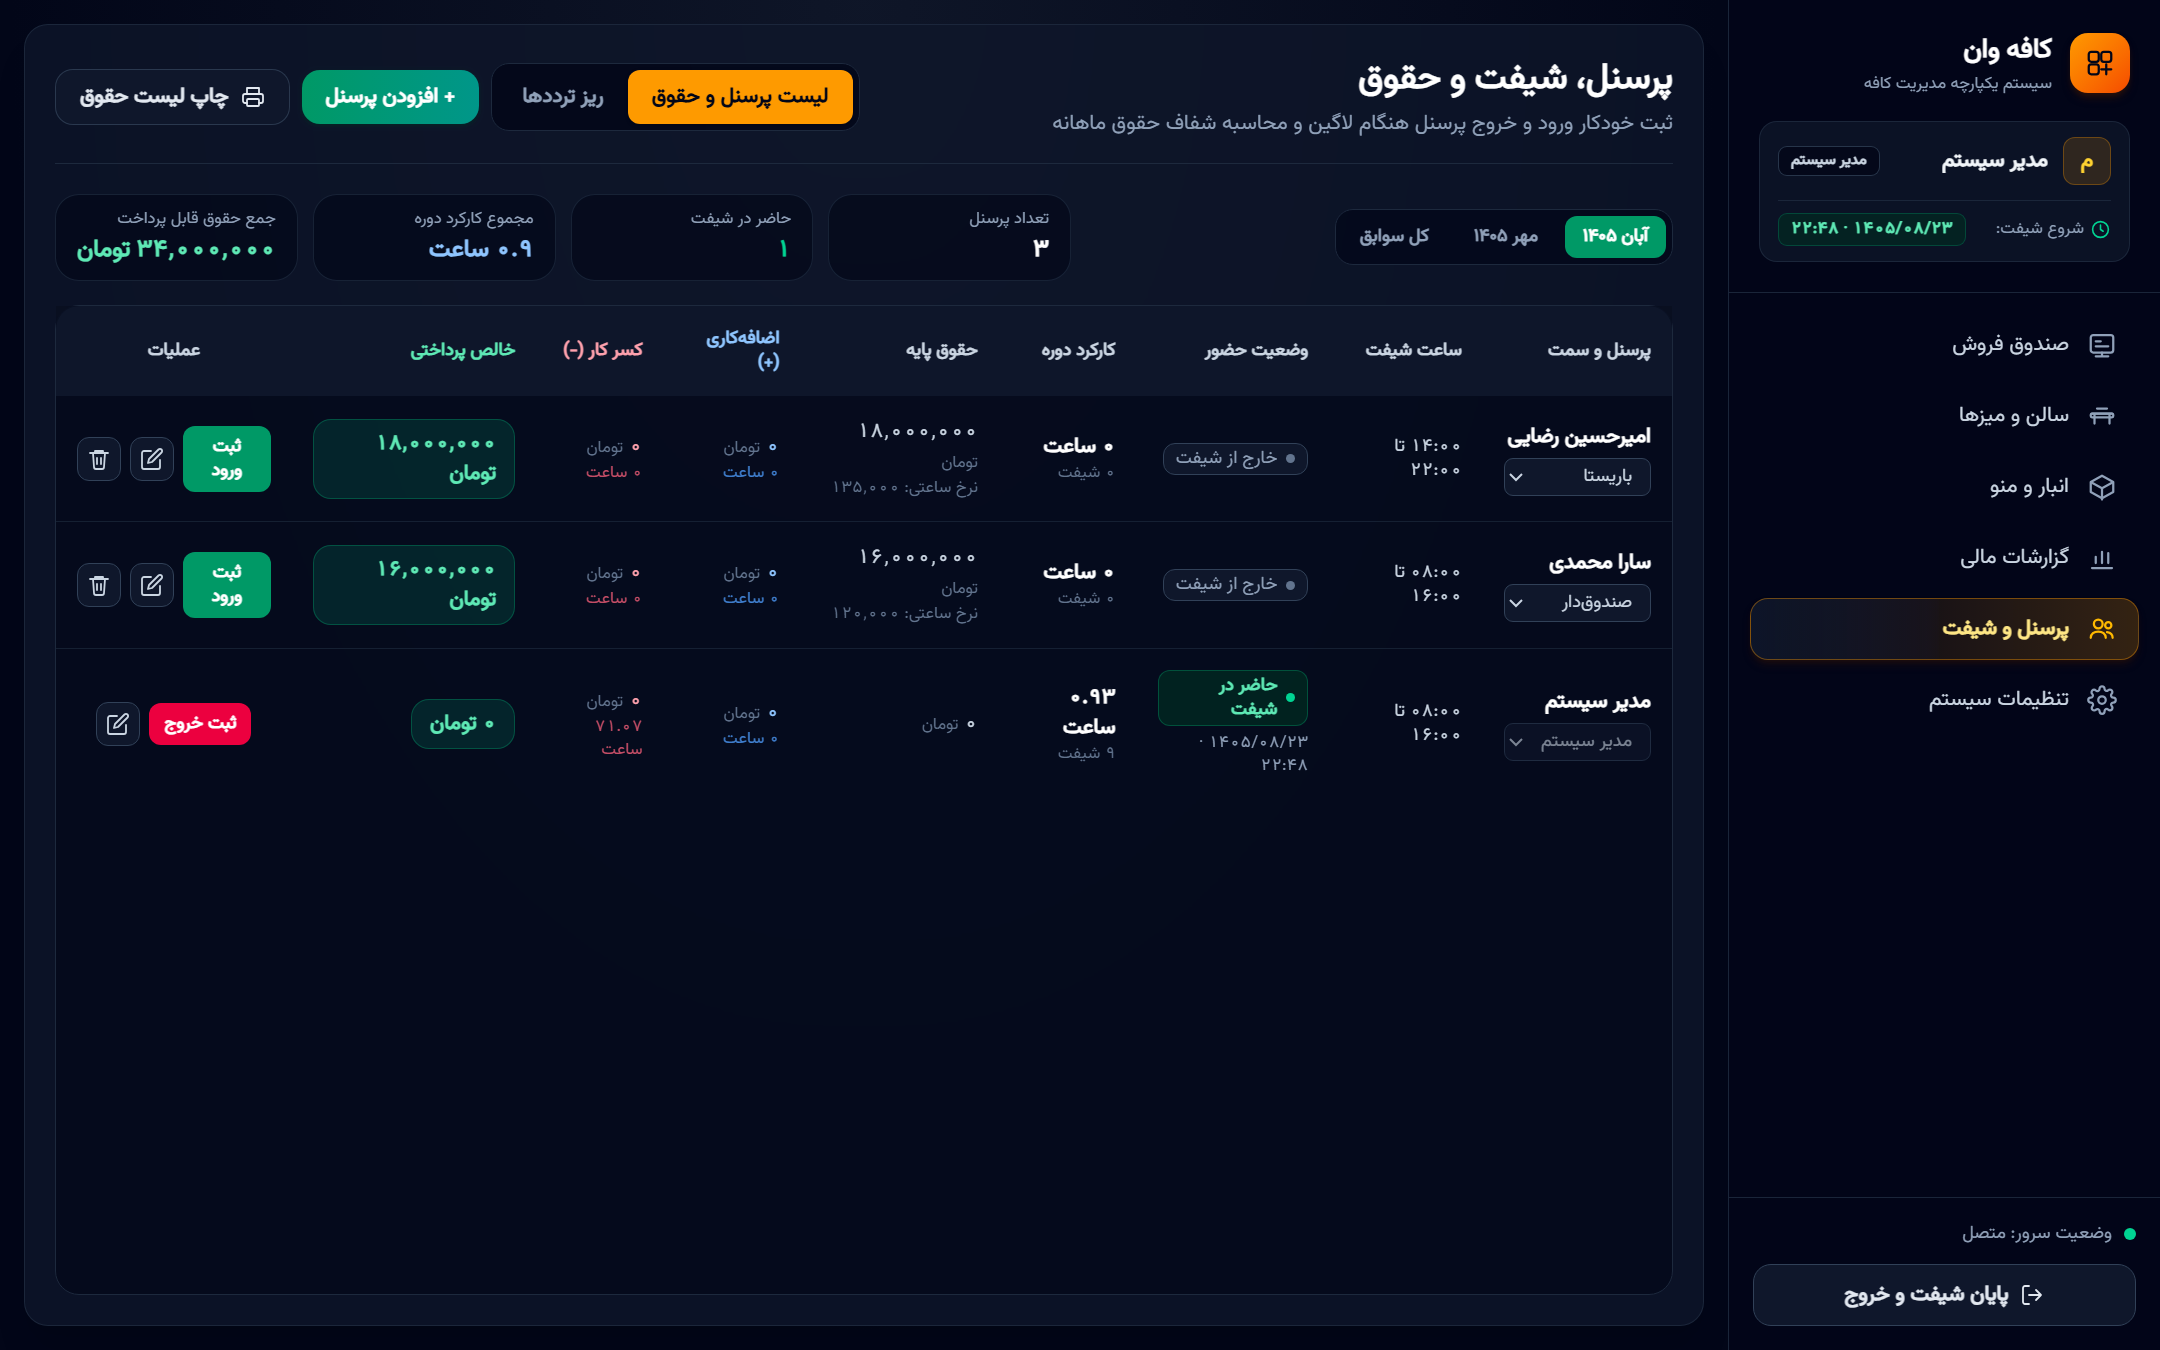 کافه وان
سیستم یکپارچه مدیریت کافه
م
مدیر سیستم
مدیر سیستم
شروع شیفت:
۱۴۰۵/۰۸/۲۳ · ۲۲:۴۸
صندوق فروش
سالن و میزها
انبار و منو
گزارشات مالی
پرسنل و شیفت
تنظیمات سیستم
وضعیت سرور: متصل
پایان شیفت و خروج
پرسنل، شیفت و حقوق
ثبت خودکار ورود و خروج پرسنل هنگام لاگین و محاسبه شفاف حقوق ماهانه
لیست پرسنل و حقوق
ریز ترددها
+ افزودن پرسنل
چاپ لیست حقوق
آبان ۱۴۰۵
مهر ۱۴۰۵
کل سوابق
تعداد پرسنل
۳
حاضر در شیفت
۱
مجموع کارکرد دوره
۰.۹ ساعت
جمع حقوق قابل پرداخت
۳۴,۰۰۰,۰۰۰ تومان
پرسنل و سمت
ساعت شیفت
وضعیت حضور
کارکرد دوره
حقوق پایه
اضافه‌کاری
(+)
کسر کار (-)
خالص پرداختی
عملیات
امیرحسین رضایی
باریستا
۱۴:۰۰ تا
۲۲:۰۰
خارج از شیفت
۰ ساعت
۰ شیفت
۱۸,۰۰۰,۰۰۰
تومان
نرخ ساعتی: ۱۳۵,۰۰۰
۰ تومان
۰ ساعت
۰ تومان
۰ ساعت
۱۸,۰۰۰,۰۰۰
تومان
ثبت
ورود
سارا محمدی
صندوق‌دار
۰۸:۰۰ تا
۱۶:۰۰
خارج از شیفت
۰ ساعت
۰ شیفت
۱۶,۰۰۰,۰۰۰
تومان
نرخ ساعتی: ۱۲۰,۰۰۰
۰ تومان
۰ ساعت
۰ تومان
۰ ساعت
۱۶,۰۰۰,۰۰۰
تومان
ثبت
ورود
مدیر سیستم
مدیر سیستم
۰۸:۰۰ تا
۱۶:۰۰
حاضر در
شیفت
۱۴۰۵/۰۸/۲۳ ·
۲۲:۴۸
۰.۹۳
ساعت
۹ شیفت
۰ تومان
۰ تومان
۰ ساعت
۰ تومان
۷۱.۰۷
ساعت
۰ تومان
ثبت خروج